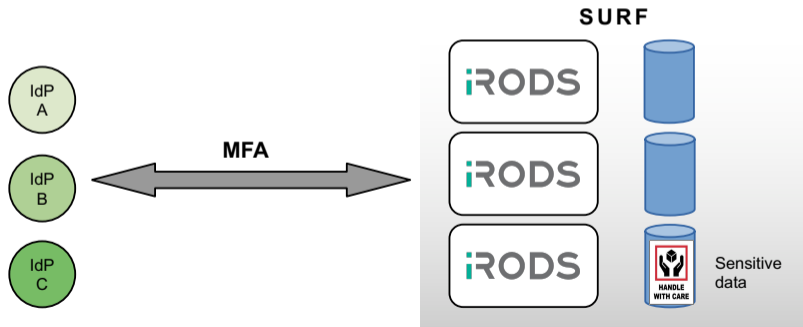 SURF
IdP
A
IdP
B
IdP
C
MFA
iRODS
iRODS
iRODS
HANDLE
WITH CARE
Sensitive
data